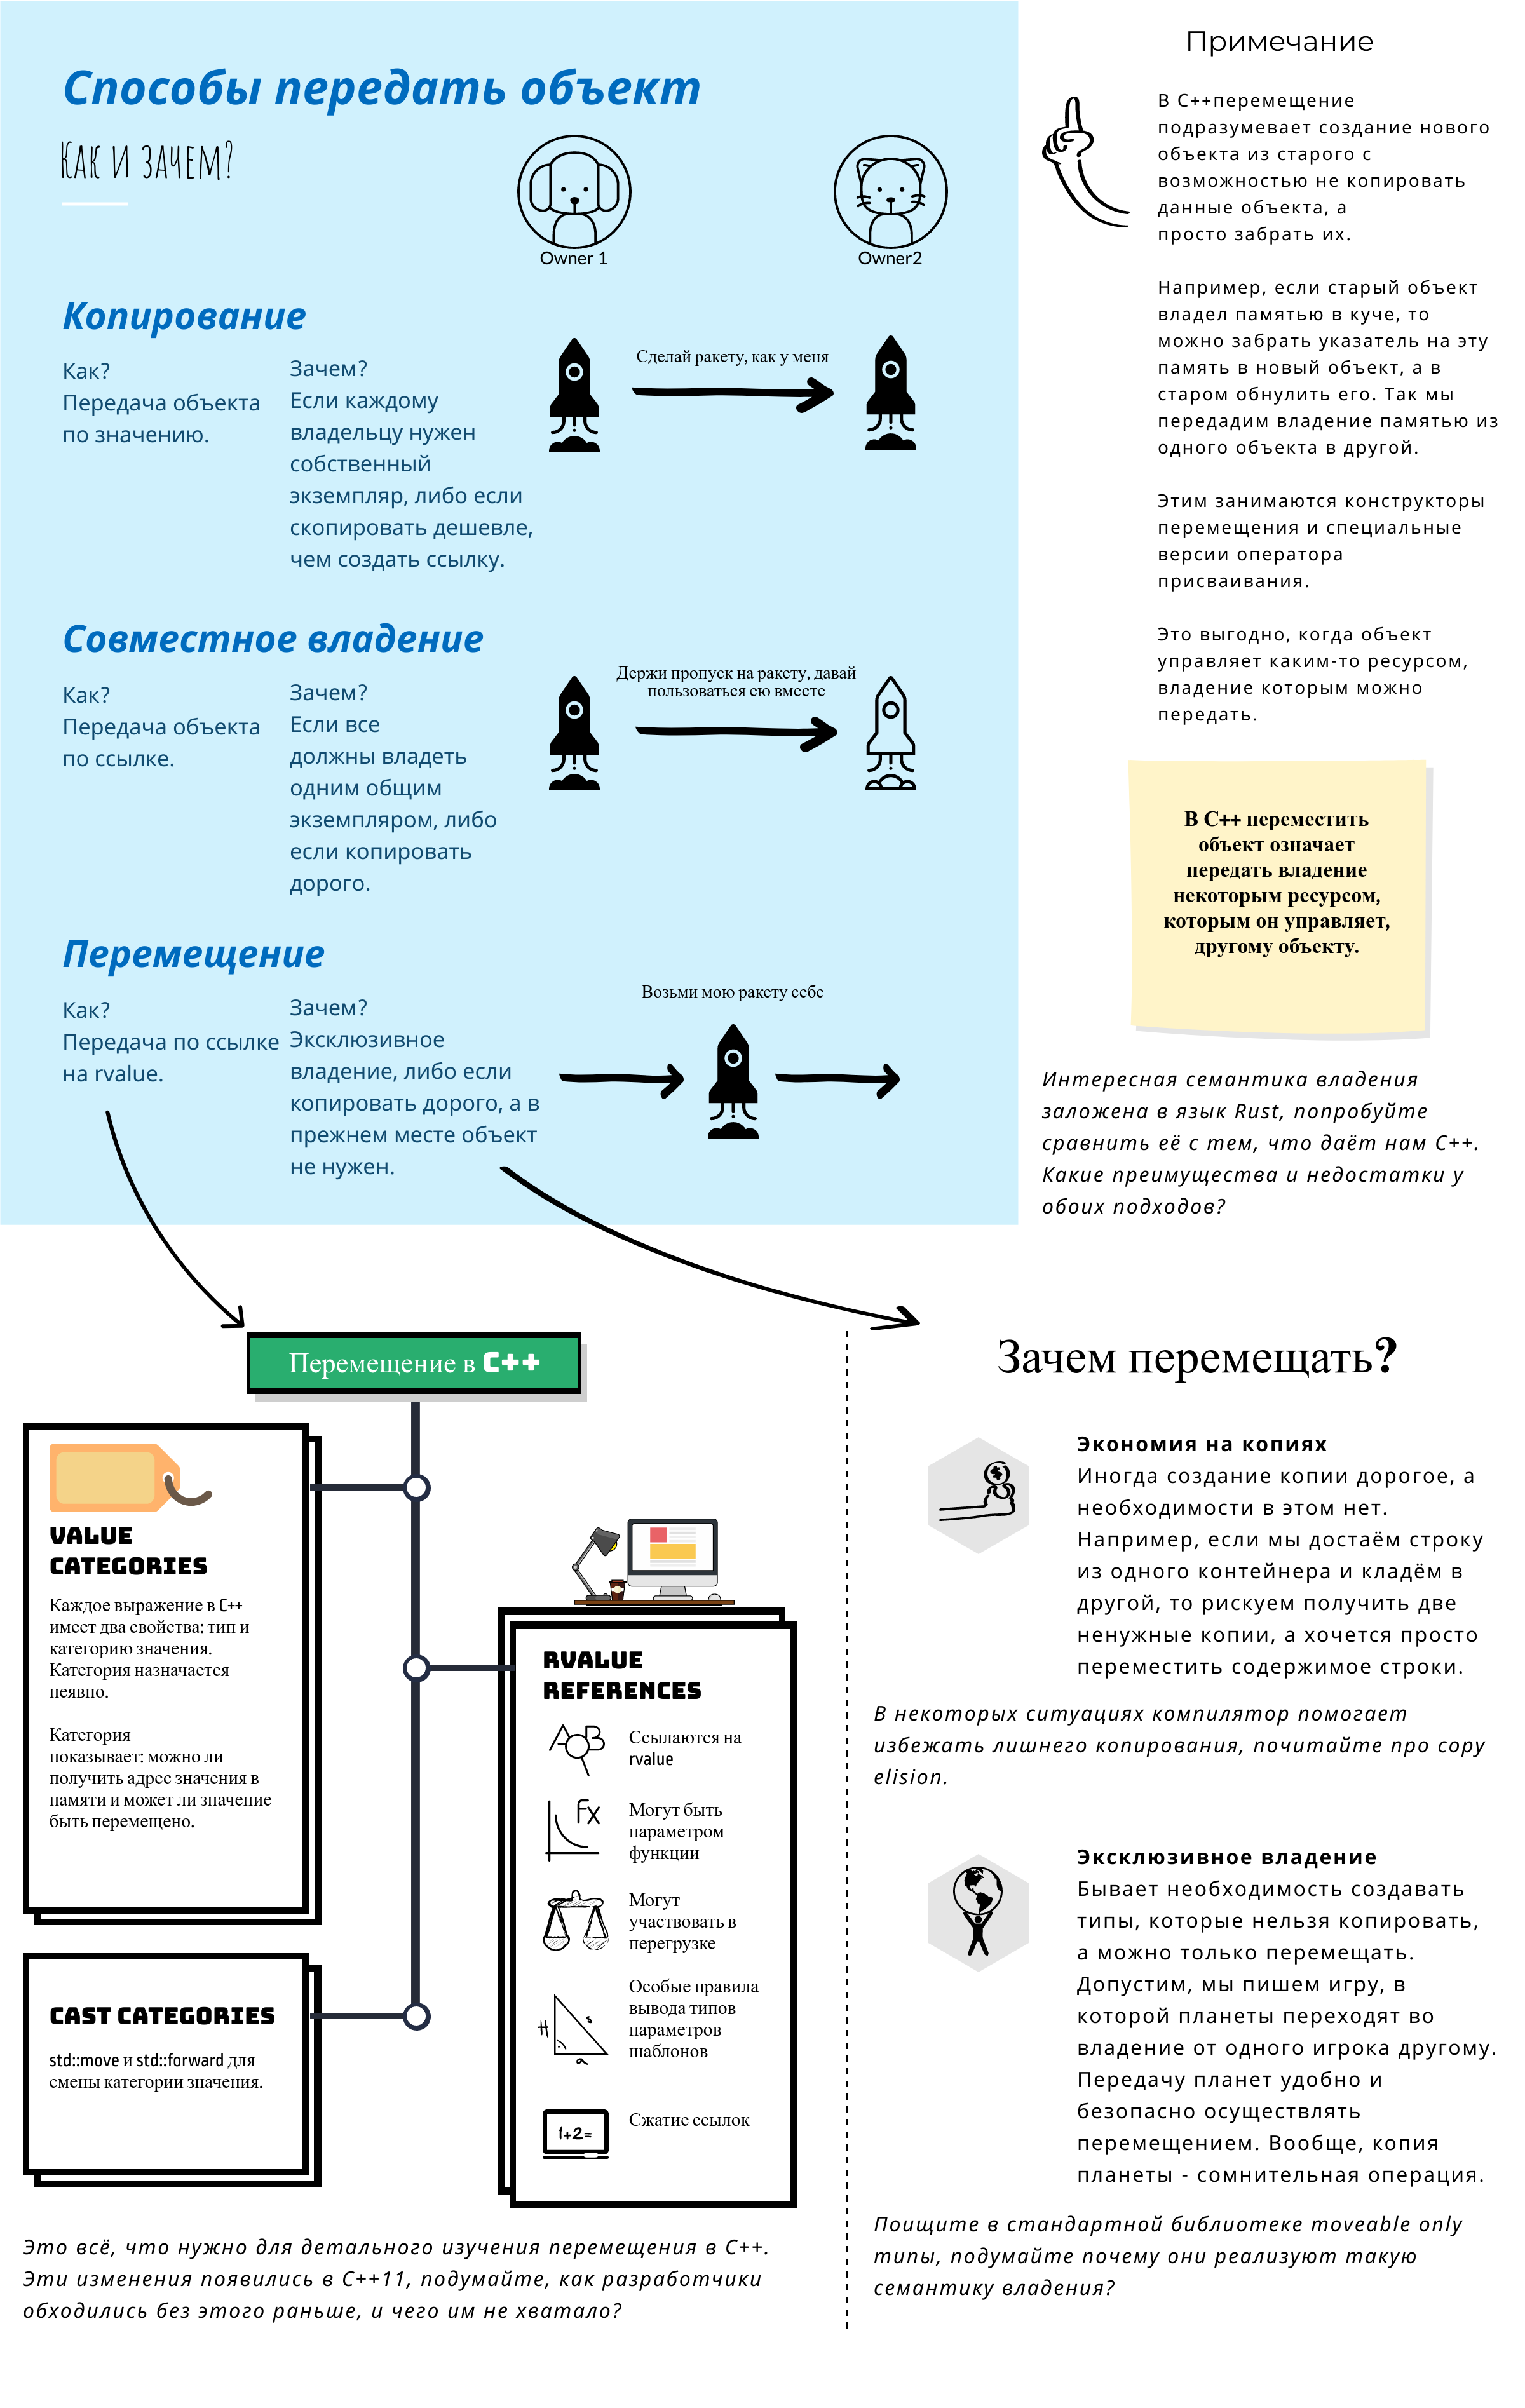 Способы передать объект
Как и зачем?
Owner 1
Owner2
Копирование
Как?
Передача объекта
по значению.
Зачем?
Если каждому
владельцу нужен
собственный
экземпляр, либо если
скопировать дешевле,
чем создать ссылку.
Сделай ракету, как у меня
Совместное владение
Как?
Передача объекта
по ссылке.
Зачем?
Если все
должны владеть
одним общим
экземпляром, либо
если копировать
дорого.
Держи пропуск на ракету, давай
пользоваться ею вместе
Перемещение
Как?
Передача по ссылке
на rvalue.
Зачем?
Эксклюзивное
владение, либо если
копировать дорого, а в
прежнем месте объект
не нужен.
Возьми мою ракету себе
Примечание
В C++перемещение
подразумевает создание нового
объекта из старого с
возможностью не копировать
данные объекта, а
просто забрать их.
Например, если старый объект
владел памятью в куче, то
можно забрать указатель на эту
память в новый объект, а в
старом обнулить его. Так мы
передадим владение памятью из
одного объекта в другой.
Этим занимаются конструкторы
перемещения и специальные
версии оператора
присваивания.
Это выгодно, когда объект
управляет каким-то ресурсом,
владение которым можно
передать.
В C++ переместить
объект означает
передать владение
некоторым ресурсом,
которым он управляет,
другому объекту.
Интересная семантика владения
заложена в язык Rust, попробуйте
сравнить её с тем, что даёт нам C++.
Какие преимущества и недостатки у
обоих подходов?
Перемещение в C++
VALUE
CATEGORIES
Каждое выражение в C++
имеет два свойства: тип и
категорию значения.
Категория назначается
неявно.
Категория
показывает: можно ли
получить адрес значения в
памяти и может ли значение
быть перемещено.
CAST CATEGORIES
std::move и std::forward для
смены категории значения.
RVALUE
REFERENCES
AB
Ссылаются на
rvalue
Fx
Могут быть
параметром
функции
Могут
участвовать в
перегрузке
H
s
a
Особые правила
вывода типов
параметров
шаблонов
1+2=
Сжатие ссылок
Это всё, что нужно для детального изучения перемещения в C++.
Эти изменения появились в C++11, подумайте, как разработчики
обходились без этого раньше, и чего им не хватало?
Зачем перемещать?
Экономия на копиях
Иногда создание копии дорогое, а
необходимости в этом нет.
Например, если мы достаём строку
из одного контейнера и кладём в
другой, то рискуем получить две
ненужные копии, а хочется просто
переместить содержимое строки.
В некоторых ситуациях компилятор помогает
избежать лишнего копирования, почитайте про copy
elision.
Эксклюзивное владение
Бывает необходимость создавать
типы, которые нельзя копировать,
а можно только перемещать.
Допустим, мы пишем игру, в
которой планеты переходят во
владение от одного игрока другому.
Передачу планет удобно и
безопасно осуществлять
перемещением. Вообще, копия
планеты - сомнительная операция.
Поищите в стандартной библиотеке moveable only
типы, подумайте почему они реализуют такую
семантику владения?